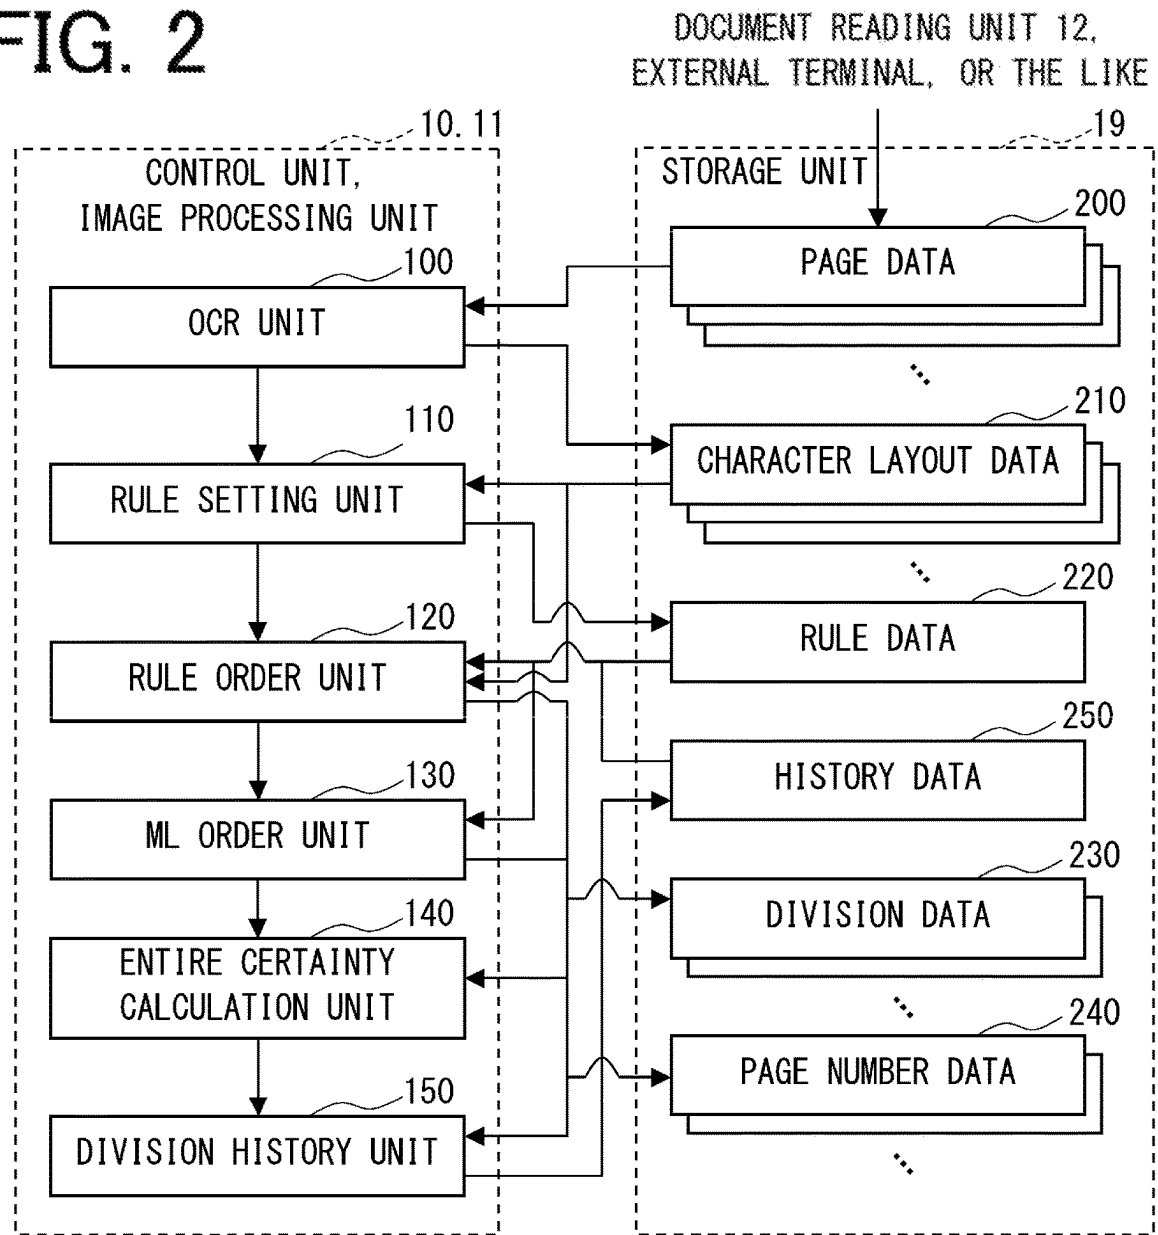 FIG. 2
DOCUMENT READING UNIT 12,
EXTERNAL TERMINAL, OR THE LIKE
10, 11
CONTROL UNIT,
IMAGE PROCESSING UNIT
100
OCR UNIT
110
RULE SETTING UNIT
120
RULE ORDER UNIT
130
ML ORDER UNIT
140
ENTIRE CERTAINTY
CALCULATION UNIT
150
DIVISION HISTORY UNIT
19
STORAGE UNIT
200
PAGE DATA
210
CHARACTER LAYOUT DATA
220
RULE DATA
250
HISTORY DATA
230
DIVISION DATA
240
PAGE NUMBER DATA